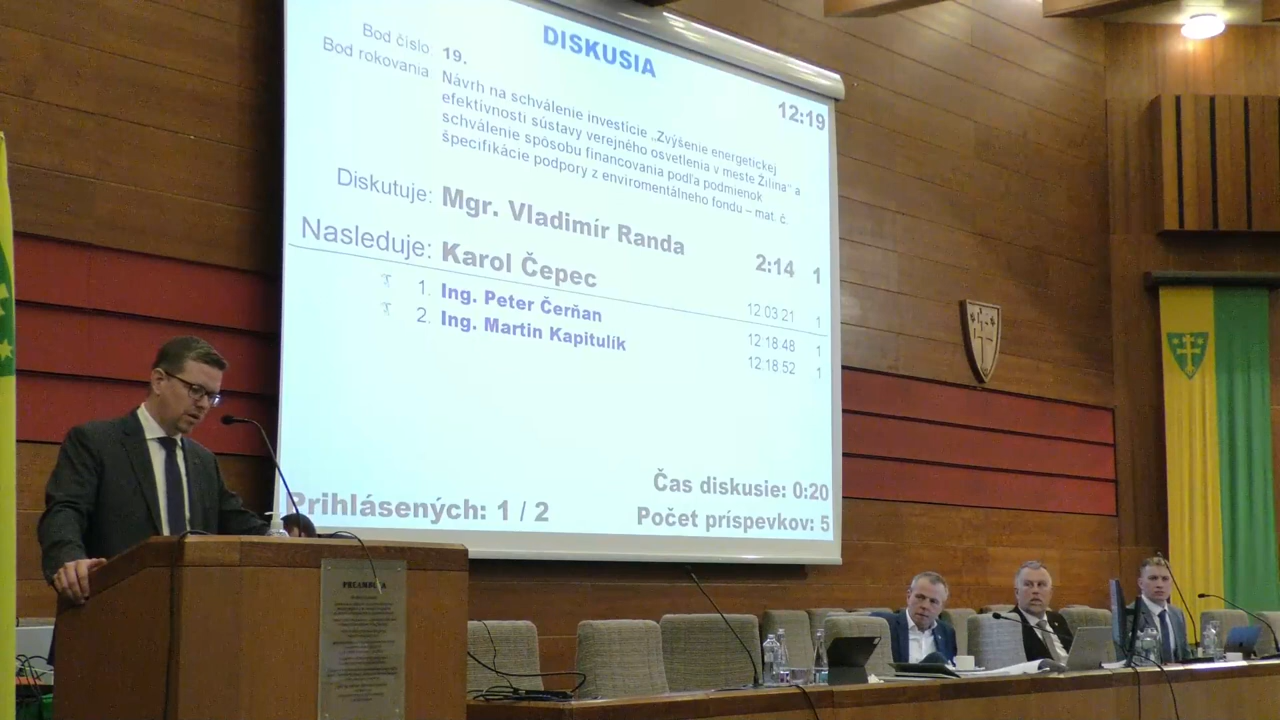 DISKUSIA
Bod číslo: 19.
12:19
Bod rokovania Návrh na schválenie investície „Zvýšenie energetickej
efektívnosti sústavy verejného osvetlenia v meste Žilina“ a
schválenie spôsobu financovania podľa podmienok
špecifikácie podpory z enviromentálneho fondu – mat. č.
Diskutuje: Mgr. Vladimír Randa 2:14 1
Nasleduje: Karol Čepec 12 03 21 1
1. Ing. Peter Čerňan 12:18:48 1
2. Ing. Martin Kapitulík 12:18:52 1
Čas diskusie: 0:20
Prihlásených: 1 / 2
Počet príspevkov: 5
PREAMBULA